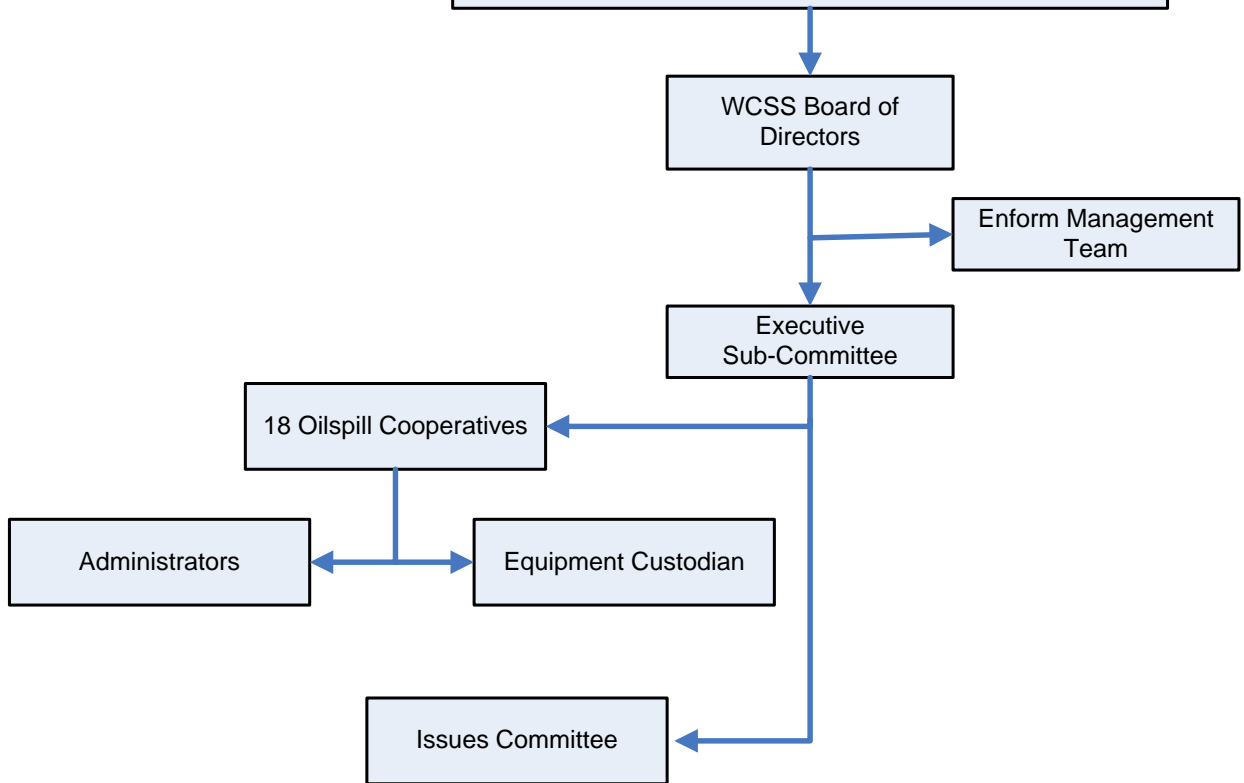 WCSS Board of
Directors
Enform Management
Team
Executive
Sub-Committee
18 Oilspill Cooperatives
Administrators
Equipment Custodian
Issues Committee